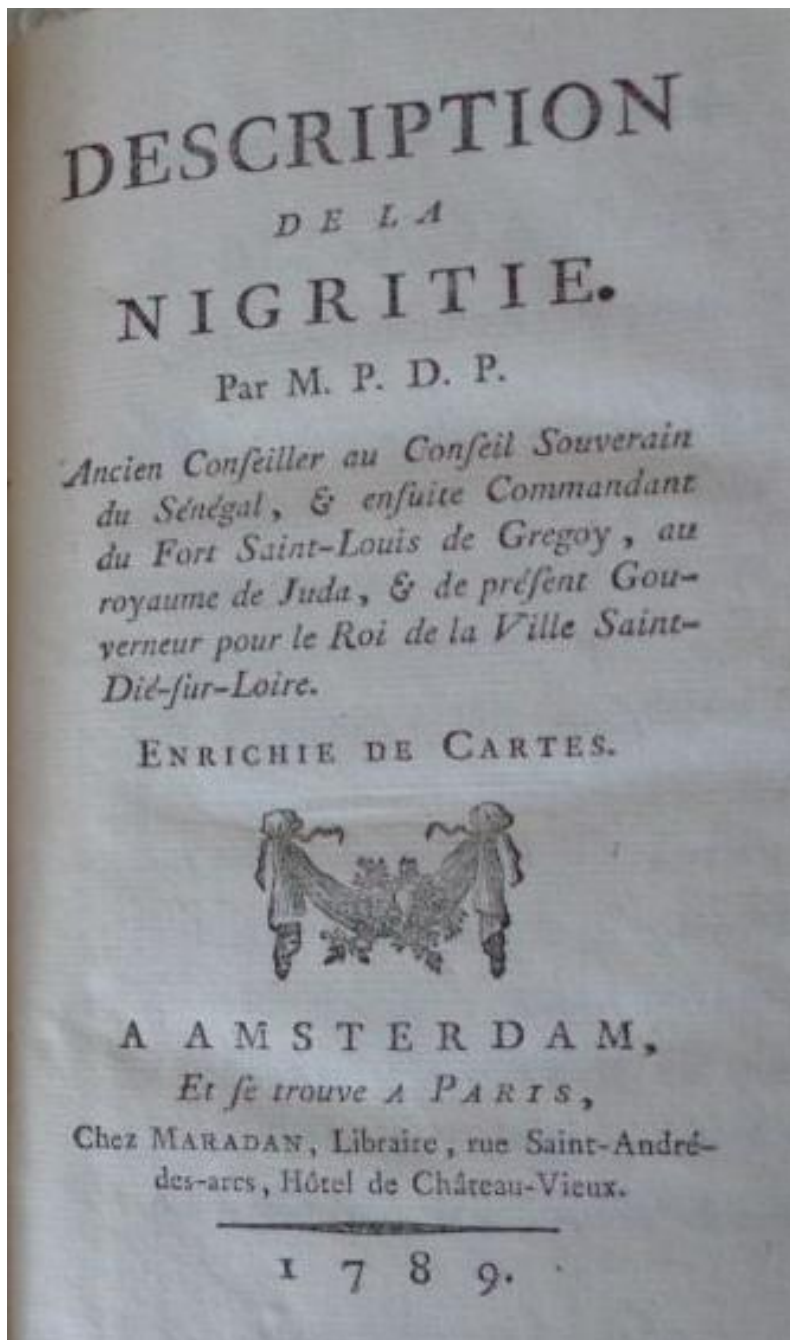 DESCRIPTION
DE LA
NIGRITIE.
Par M. P. D. P.
Ancien Conſeiller au Conſeil Souverain
du Sénégal, & enſuite Commandant
du Fort Saint-Louis de Gregoy, au
royaume de Juda, & de préſent Gou-
verneur pour le Roi de la Ville Saint-
Dié-ſur-Loire.
ENRICHIE DE CARTES.
A AMSTERDAM,
Et ſe trouve A PARIS,
Chez MARADAN, Libraire, rue Saint-André-
des-arcs, Hôtel de Château-Vieux.
1789.